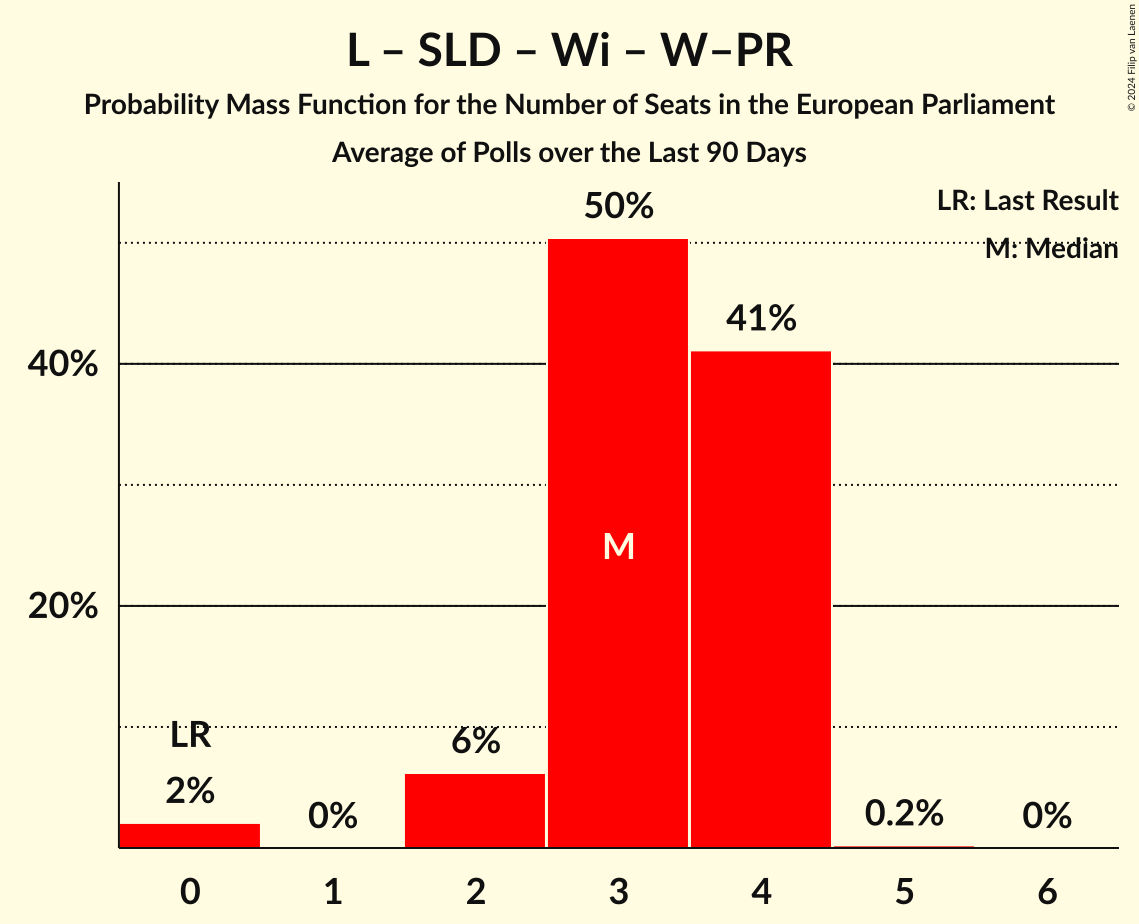 L – SLD – Wi – W–PR
Probability Mass Function for the Number of Seats in the European Parliament
Average of Polls over the Last 90 Days
© 2024 Filip van Laenen
LR: Last Result
M: Median
50%
41%
40%
M
20%
LR
2%
0%
6%
0.2%
0%
0 1 2 3 4 5 6